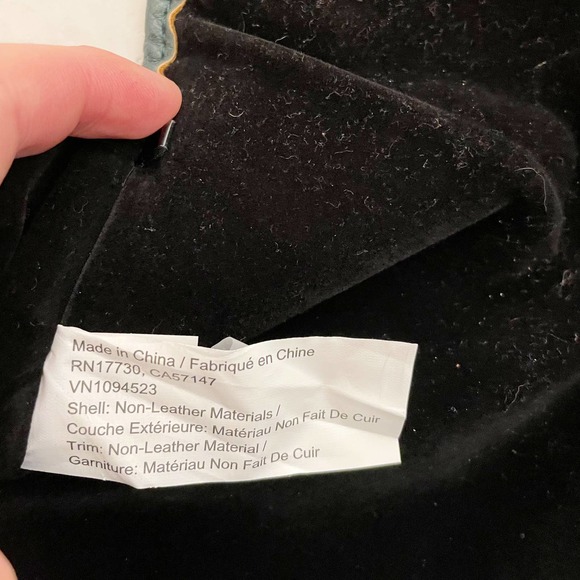 Made in China / Fabriqué en Chine
RN17730, CA57147
VN1094523
Shell: Non-Leather Materials /
Couche Extérieure: Matériau Non Fait De Cuir
Trim: Non-Leather Material /
Garniture: Matériau Non Fait De Cuir